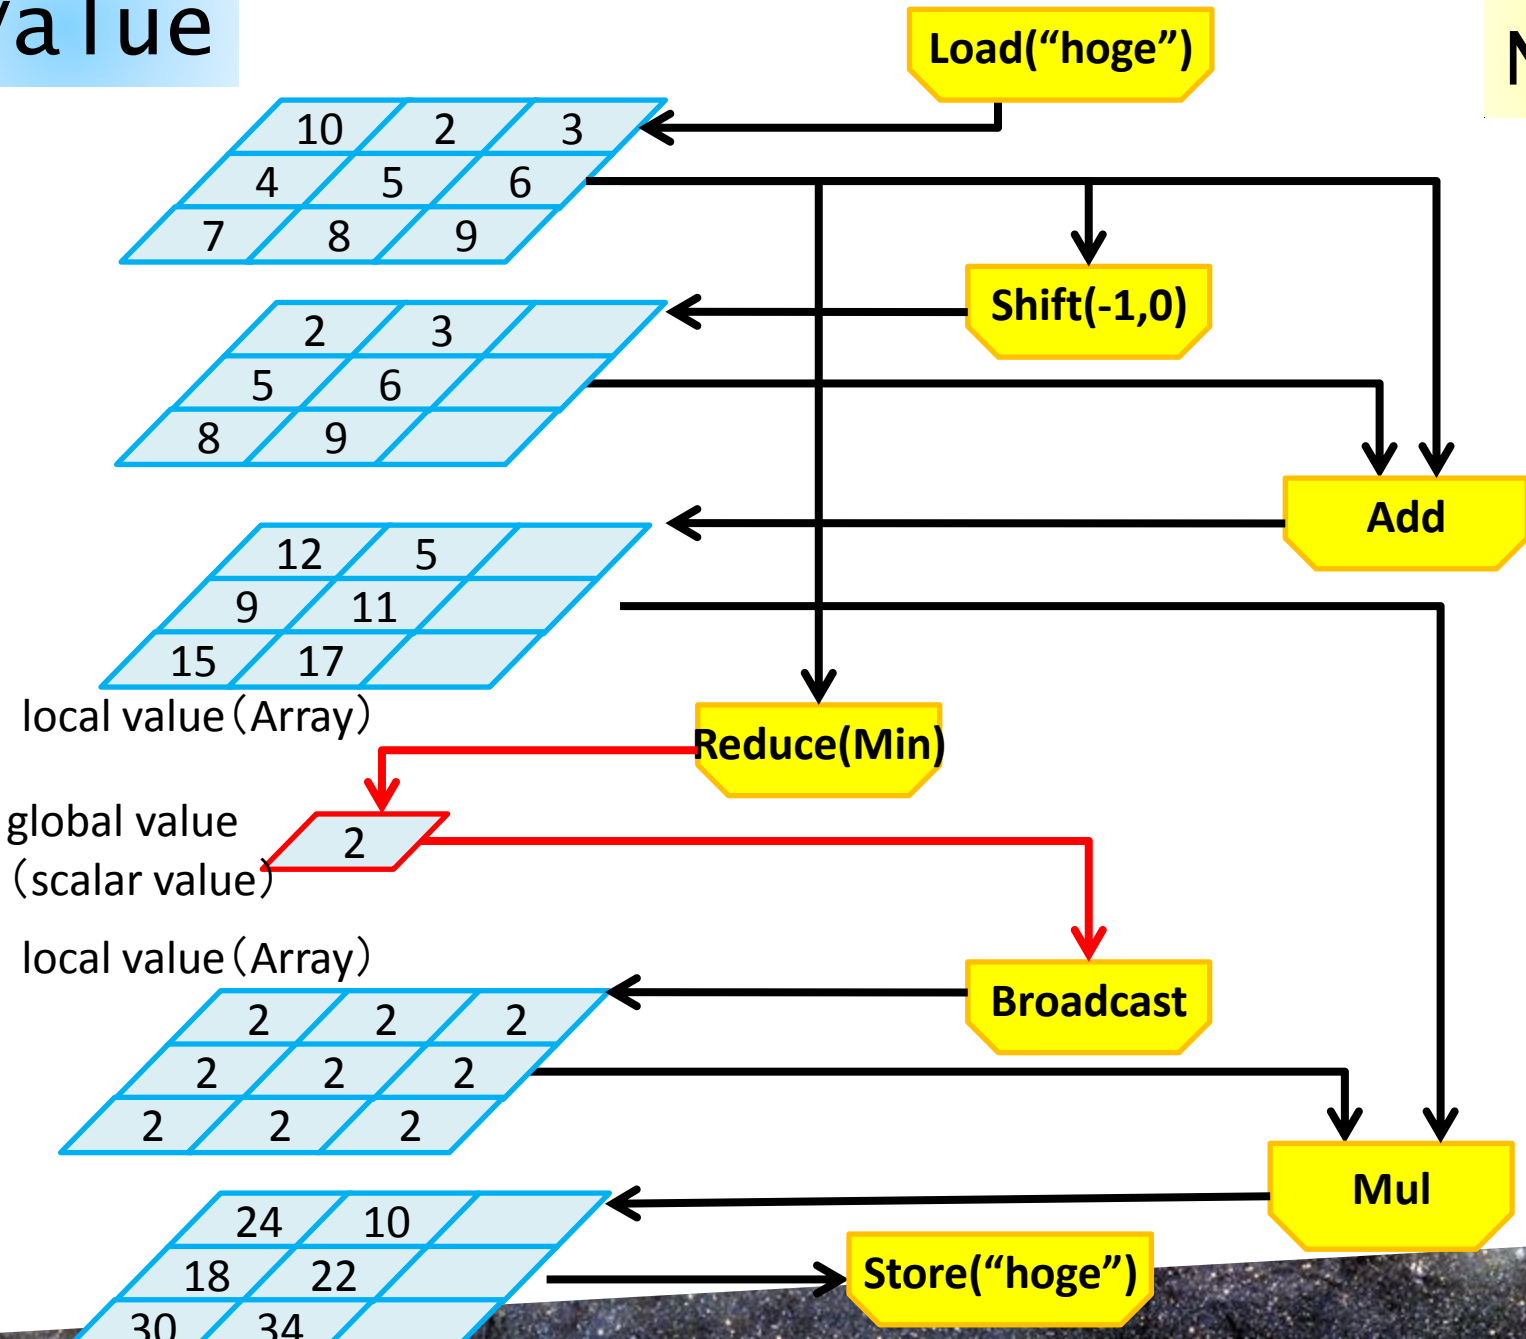 Value
Load(“hoge”)
10 2 3
4 5 6
7 8 9
Shift(-1,0)
2 3
5 6
8 9
Add
12 5
9 11
15 17
local value（Array）
Reduce(Min)
global value
（scalar value）
2
local value（Array）
Broadcast
2 2 2
2 2 2
2 2 2
Mul
24 10
18 22
Store(“hoge”)
30 34